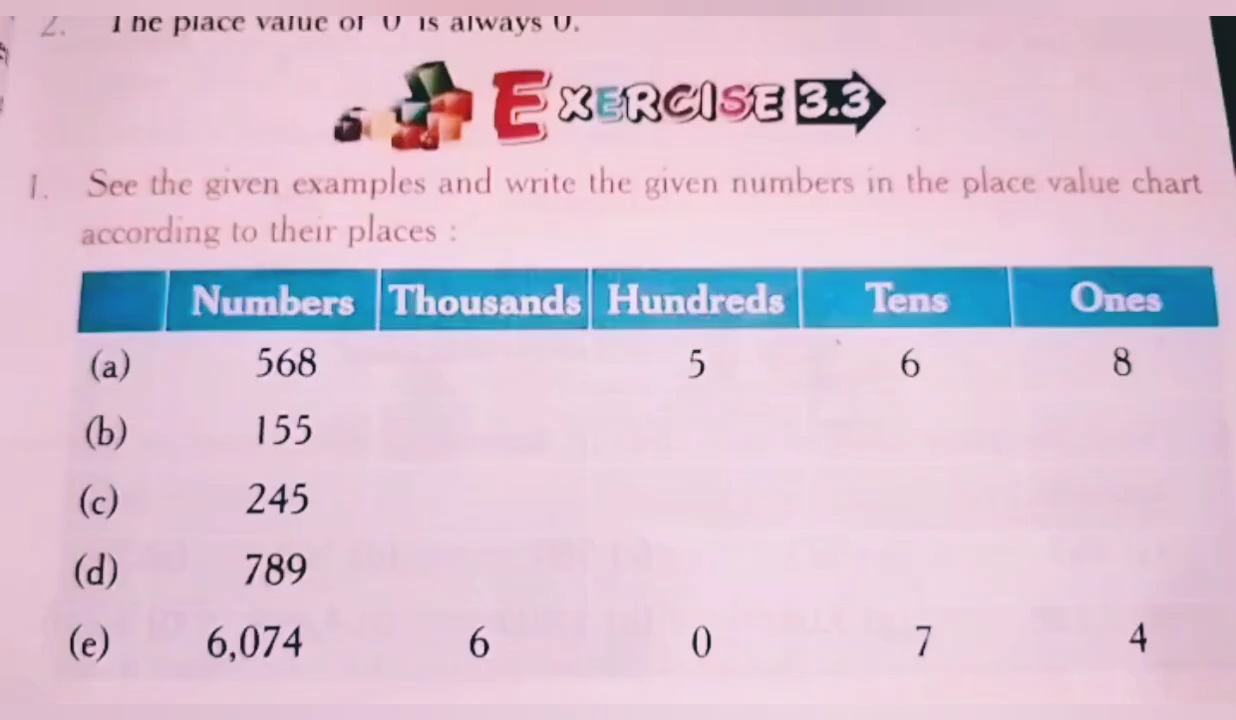 2. The place value of 0 is always 0.
EXERCISE 3.3
1. See the given examples and write the given numbers in the place value chart
according to their places :
Numbers Thousands Hundreds Tens Ones
(a) 568 5 6 8
(b) 155
(c) 245
(d) 789
(e) 6,074 6 0 7 4